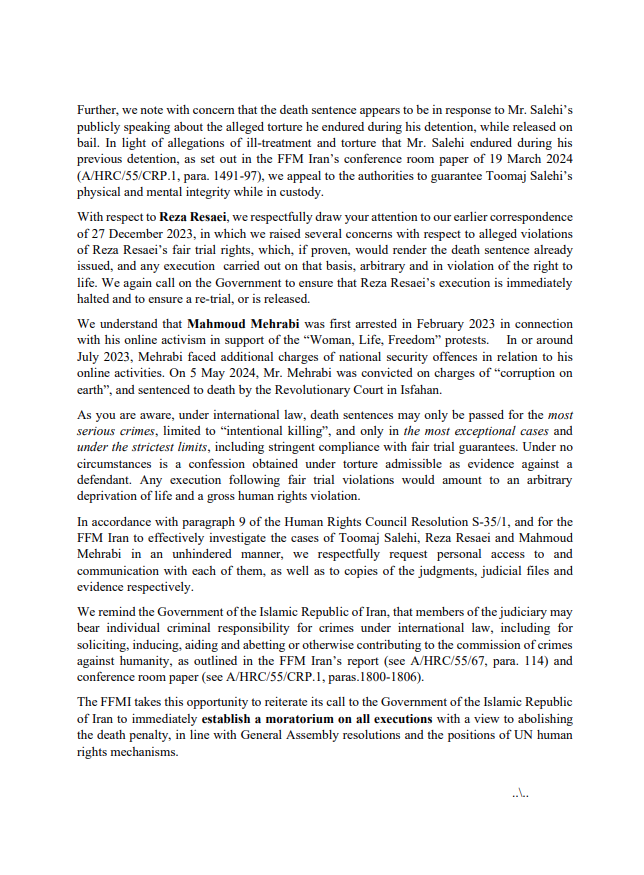 Further, we note with concern that the death sentence appears to be in response to Mr. Salehi’s
publicly speaking about the alleged torture he endured during his detention, while released on
bail. In light of allegations of ill-treatment and torture that Mr. Salehi endured during his
previous detention, as set out in the FFM Iran’s conference room paper of 19 March 2024
(A/HRC/55/CRP.1, para. 1491-97), we appeal to the authorities to guarantee Toomaj Salehi’s
physical and mental integrity while in custody.
With respect to Reza Resaei, we respectfully draw your attention to our earlier correspondence
of 27 December 2023, in which we raised several concerns with respect to alleged violations
of Reza Resaei’s fair trial rights, which, if proven, would render the death sentence already
issued, and any execution carried out on that basis, arbitrary and in violation of the right to
life. We again call on the Government to ensure that Reza Resaei’s execution is immediately
halted and to ensure a re-trial, or is released.
We understand that Mahmoud Mehrabi was first arrested in February 2023 in connection
with his online activism in support of the “Woman, Life, Freedom” protests. In or around
July 2023, Mehrabi faced additional charges of national security offences in relation to his
online activities. On 5 May 2024, Mr. Mehrabi was convicted on charges of “corruption on
earth”, and sentenced to death by the Revolutionary Court in Isfahan.
As you are aware, under international law, death sentences may only be passed for the most
serious crimes, limited to “intentional killing”, and only in the most exceptional cases and
under the strictest limits, including stringent compliance with fair trial guarantees. Under no
circumstances is a confession obtained under torture admissible as evidence against a
defendant. Any execution following fair trial violations would amount to an arbitrary
deprivation of life and a gross human rights violation.
In accordance with paragraph 9 of the Human Rights Council Resolution S-35/1, and for the
FFM Iran to effectively investigate the cases of Toomaj Salehi, Reza Resaei and Mahmoud
Mehrabi in an unhindered manner, we respectfully request personal access to and
communication with each of them, as well as to copies of the judgments, judicial files and
evidence respectively.
We remind the Government of the Islamic Republic of Iran, that members of the judiciary may
bear individual criminal responsibility for crimes under international law, including for
soliciting, inducing, aiding and abetting or otherwise contributing to the commission of crimes
against humanity, as outlined in the FFM Iran’s report (see A/HRC/55/67, para. 114) and
conference room paper (see A/HRC/55/CRP.1, paras.1800-1806).
The FFMI takes this opportunity to reiterate its call to the Government of the Islamic Republic
of Iran to immediately establish a moratorium on all executions with a view to abolishing
the death penalty, in line with General Assembly resolutions and the positions of UN human
rights mechanisms.
..\..